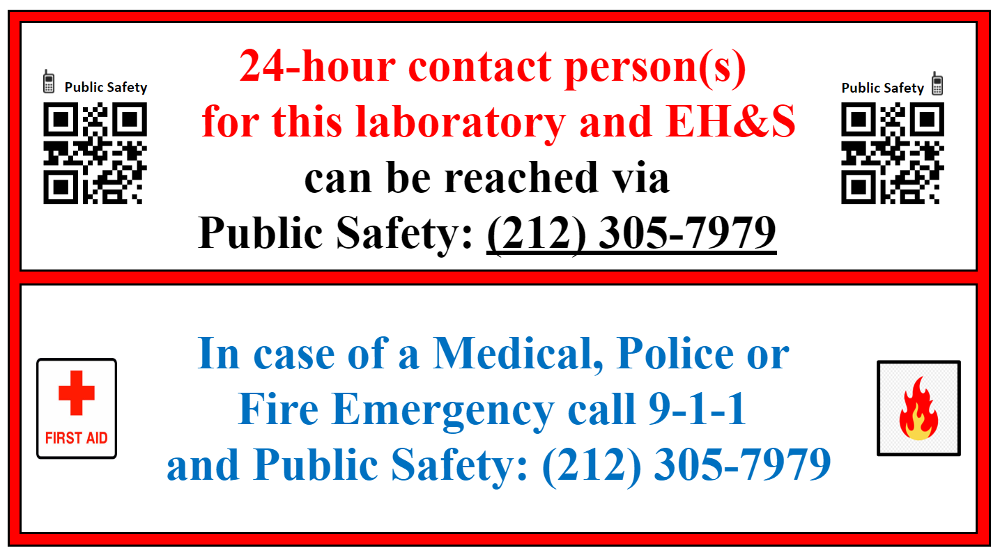 Public Safety
24-hour contact person(s)
for this laboratory and EH&S
can be reached via
Public Safety: (212) 305-7979
Public Safety
In case of a Medical, Police or
Fire Emergency call 9-1-1
and Public Safety: (212) 305-7979
FIRST AID